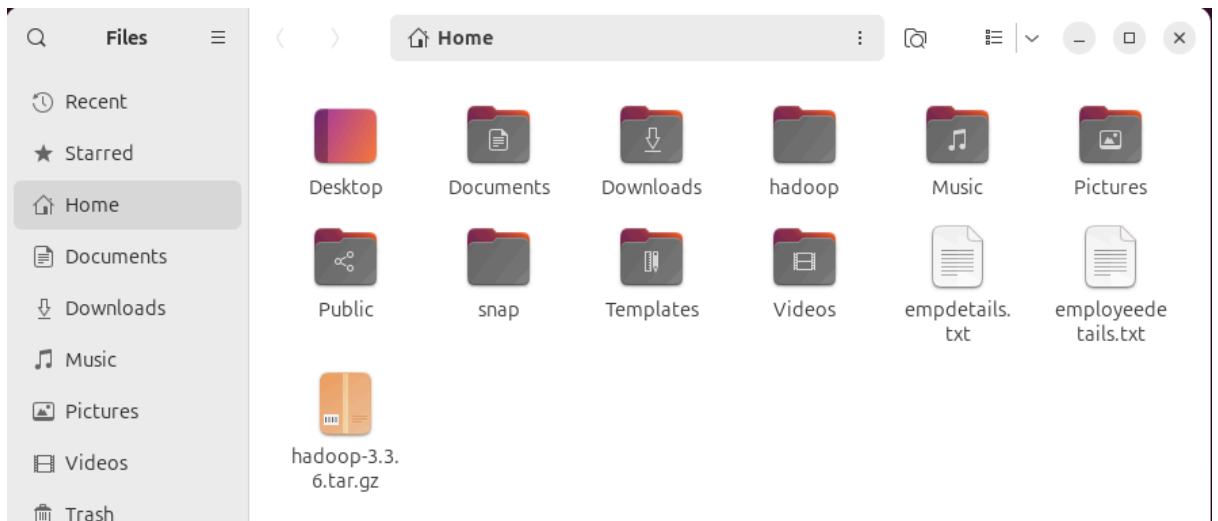 Files
Home
Recent
Starred
Home
Documents
Downloads
Music
Pictures
Videos
Trash
Desktop
Documents
Downloads
hadoop
Music
Pictures
Public
snap
Templates
Videos
empdetails.
txt
employeede
tails.txt
hadoop-3.3.
6.tar.gz